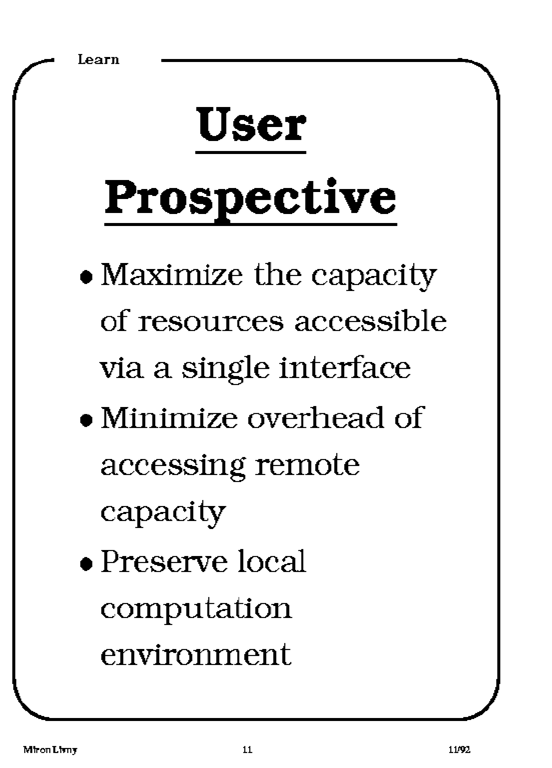 Learn
User
Prospective
● Maximize the capacity
of resources accessible
via a single interface
● Minimize overhead of
accessing remote
capacity
● Preserve local
computation
environment
Miron Livny 11 11/92